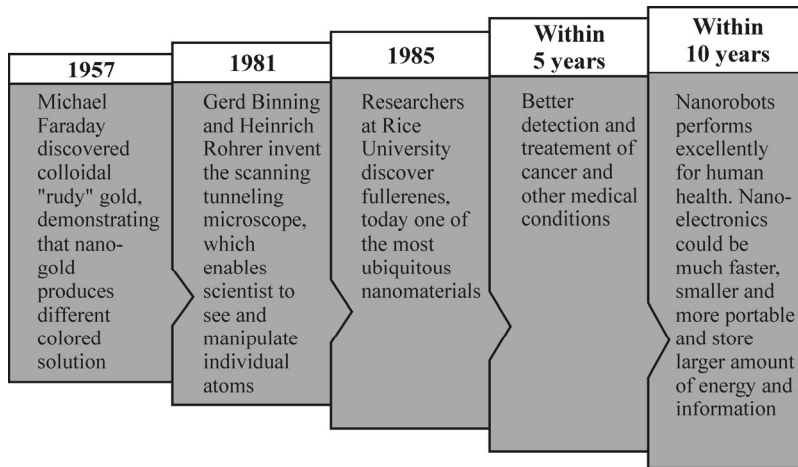 1957
Michael
Faraday
discovered
colloidal
"rudy" gold,
demonstrating
that nano-
gold
produces
different
colored
solution
1981
Gerd Binning
and Heinrich
Rohrer invent
the scanning
tunneling
microscope,
which
enables
scientist to
see and
manipulate
individual
atoms
1985
Researchers
at Rice
University
discover
fullerenes,
today one of
the most
ubiquitous
nanomaterials
Within
5 years
Better
detection and
treatement of
cancer and
other medical
conditions
Within
10 years
Nanorobots
performs
excellently
for human
health. Nano-
electronics
could be
much faster,
smaller and
more portable
and store
larger amount
of energy and
information